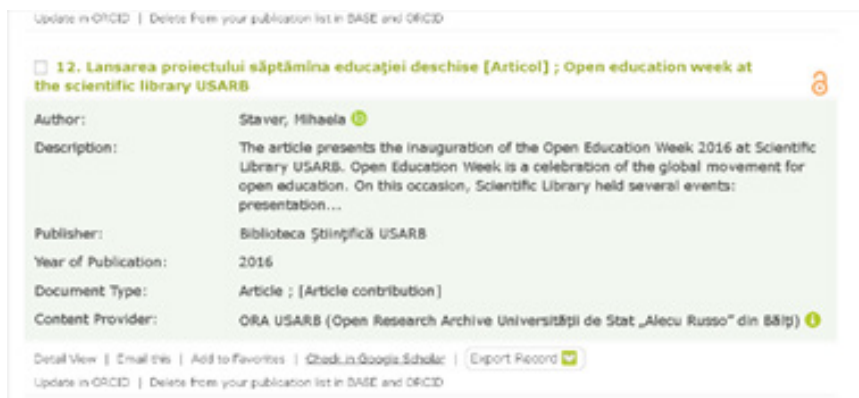 Update in ORCID | Delete from your publication list in BASE and ORCID
12. Lansarea proiectului săptămîna educaţiei deschise [Articol] ; Open education week at
the scientific library USARB
Author: Staver, Mihaela
Description: The article presents the inauguration of the Open Education Week 2016 at Scientific
Library USARB. Open Education Week is a celebration of the global movement for
open education. On this occasion, Scientific Library held several events:
presentation...
Publisher: Biblioteca Ştiinţifică USARB
Year of Publication: 2016
Document Type: Article ; [Article contribution]
Content Provider: ORA USARB (Open Research Archive Universităţii de Stat „Alecu Russo" din Bălţi)
Detail View | Email this | Add to Favorites | Check in Google Scholar | Export Record
Update in ORCID | Delete from your publication list in BASE and ORCID